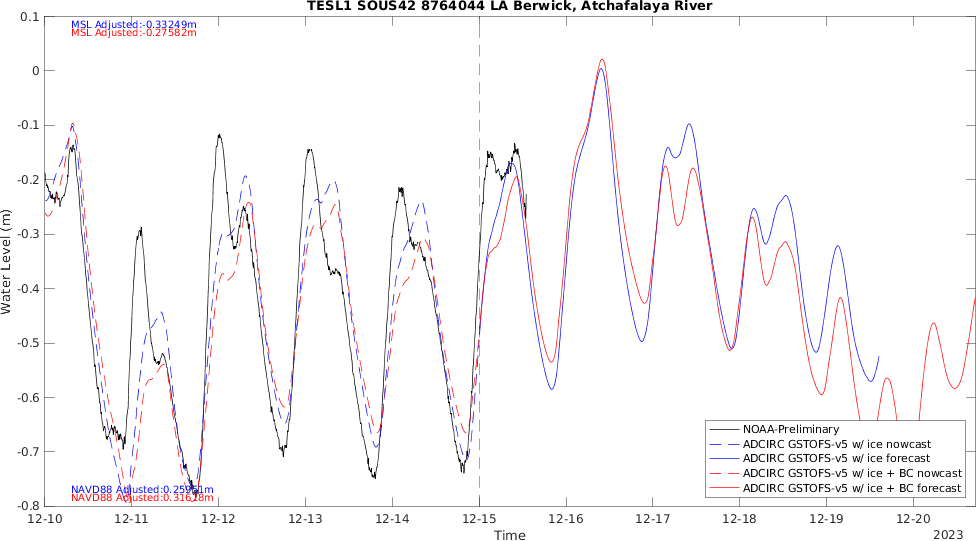 TESL1 SOUS42 8764044 LA Berwick, Atchafalaya River
MSL Adjusted:-0.33249m
MSL Adjusted:-0.27582m
0.1
0
-0.1
-0.2
-0.3
-0.4
-0.5
-0.6
-0.7
-0.8
Water Level (m)
NOAA-Preliminary
ADCIRC GSTOFS-v5 w/ ice nowcast
ADCIRC GSTOFS-v5 w/ ice forecast
ADCIRC GSTOFS-v5 w/ ice + BC nowcast
ADCIRC GSTOFS-v5 w/ ice + BC forecast
NAVD88 Adjusted:0.25951m
NAVD88 Adjusted:0.31618m
12-10 12-11 12-12 12-13 12-14 12-15 12-16 12-17 12-18 12-19 12-20
Time
2023